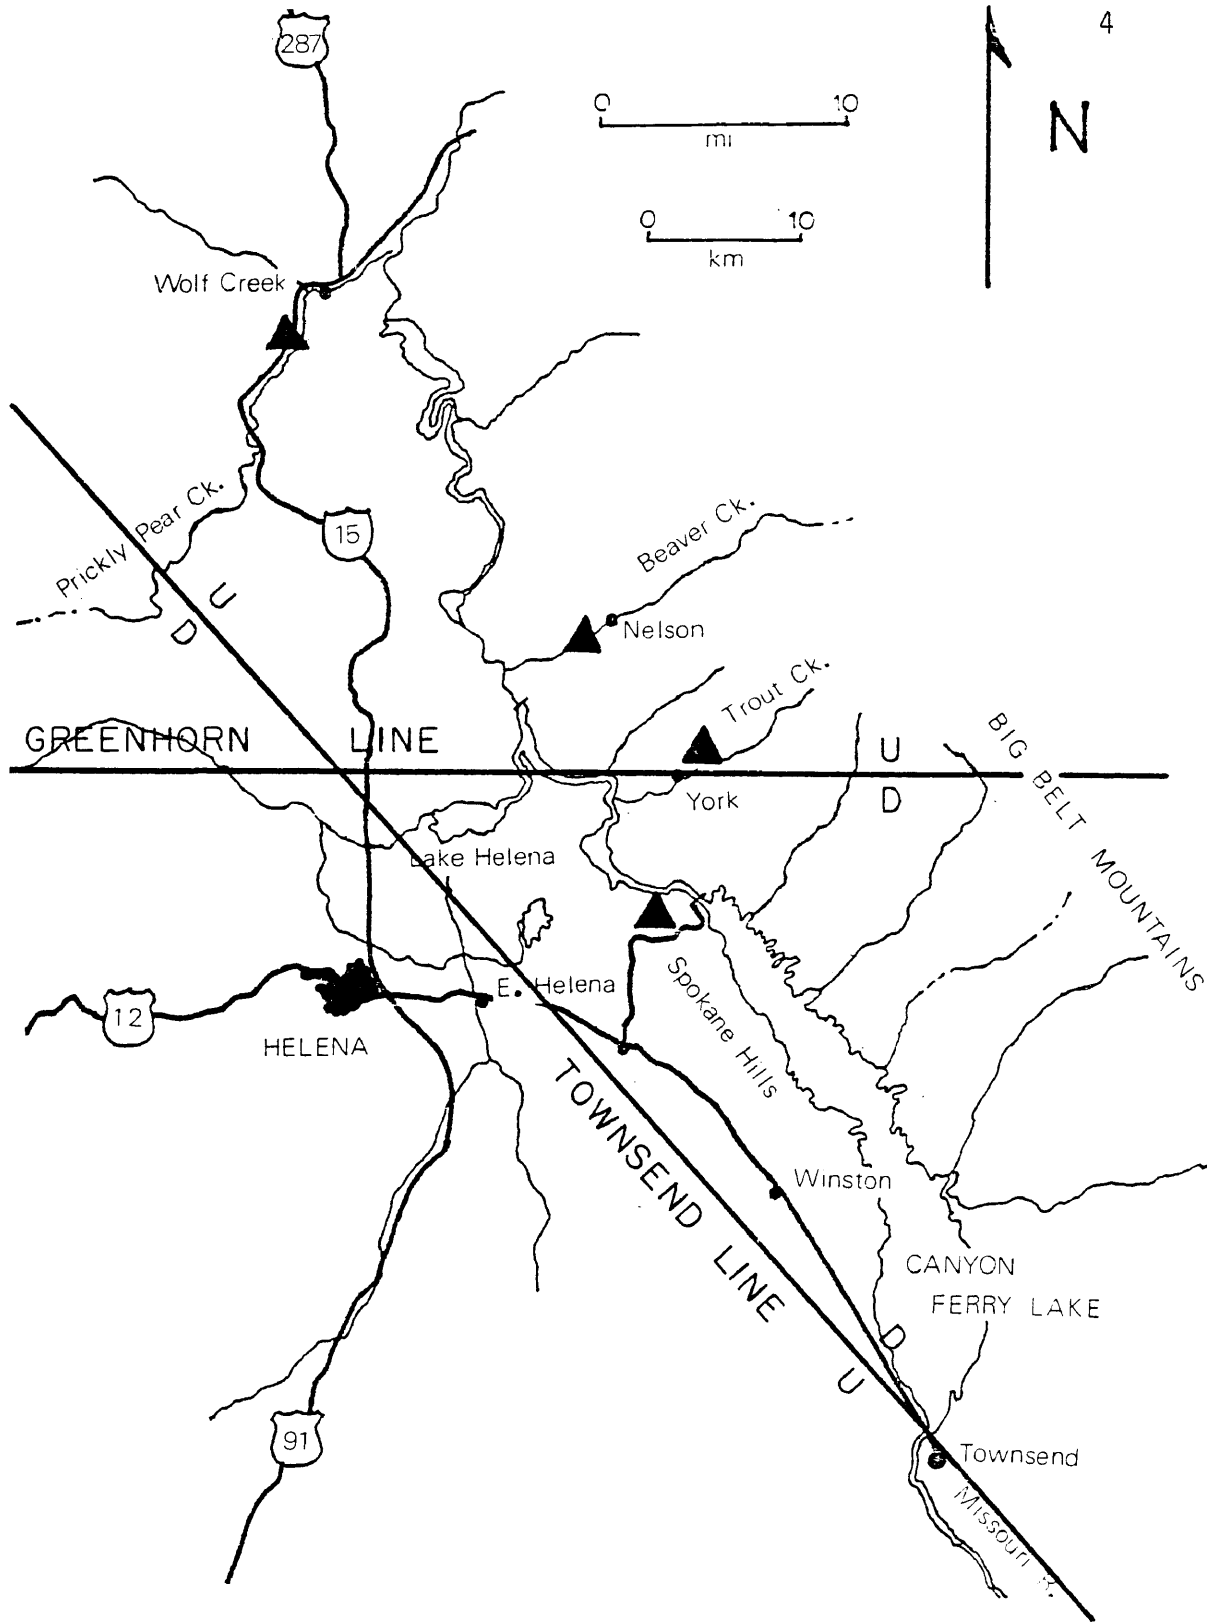 4
287
0 10
mi
N
0 10
km
Wolf Creek
Prickly Pear Ck.
15
Beaver Ck.
U
D
Nelson
Trout Ck.
GREENHORN LINE
U
D
York
BIG BELT MOUNTAINS
Lake Helena
Spokane Hills
E. Helena
12
HELENA
TOWNSEND LINE
Winston
CANYON
FERRY LAKE
D
U
91
Townsend
Missouri R.